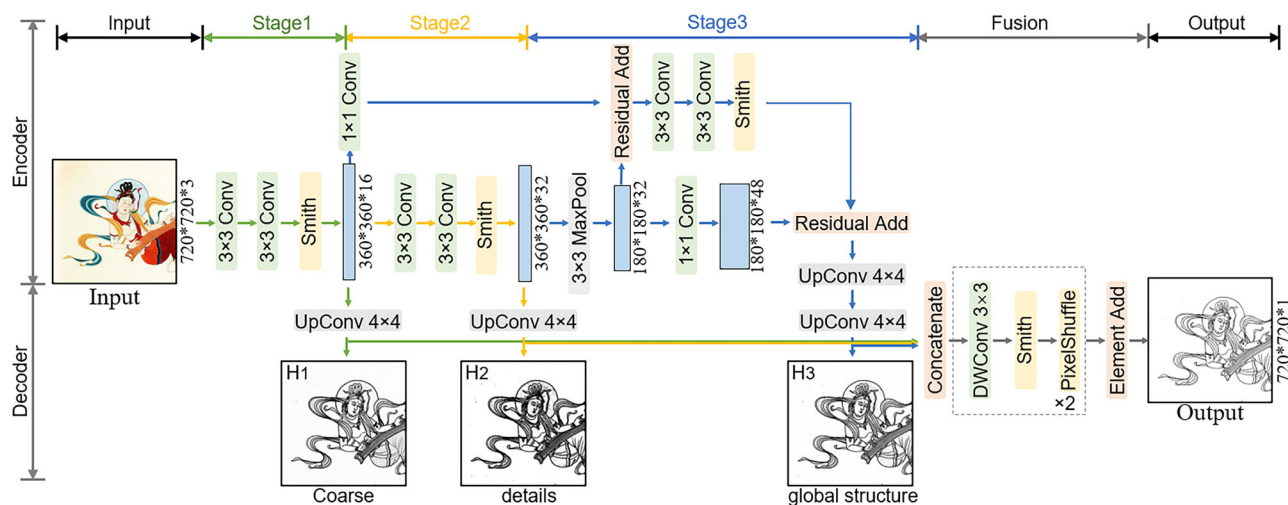 Input
Stage1
Stage2
Stage3
Fusion
Output
Encoder
Decoder
720*720*3
Input
3×3 Conv
3×3 Conv
Smith
1×1 Conv
360*360*16
3×3 Conv
3×3 Conv
Smith
360*360*32
3×3 MaxPool
Residual Add
3×3 Conv
3×3 Conv
Smith
180*180*32
1×1 Conv
180*180*48
Residual Add
UpConv 4×4
UpConv 4×4
UpConv 4×4
UpConv 4×4
H1
Coarse
H2
details
H3
global structure
Concatenate
DWConv 3×3
Smith
PixelShuffle
×2
Element Add
720*720*1
Output